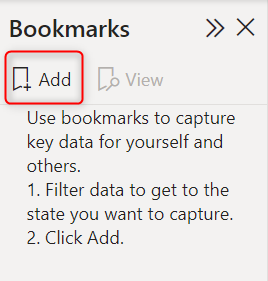 Bookmarks
Add
View
Use bookmarks to capture
key data for yourself and
others.
1. Filter data to get to the
state you want to capture.
2. Click Add.